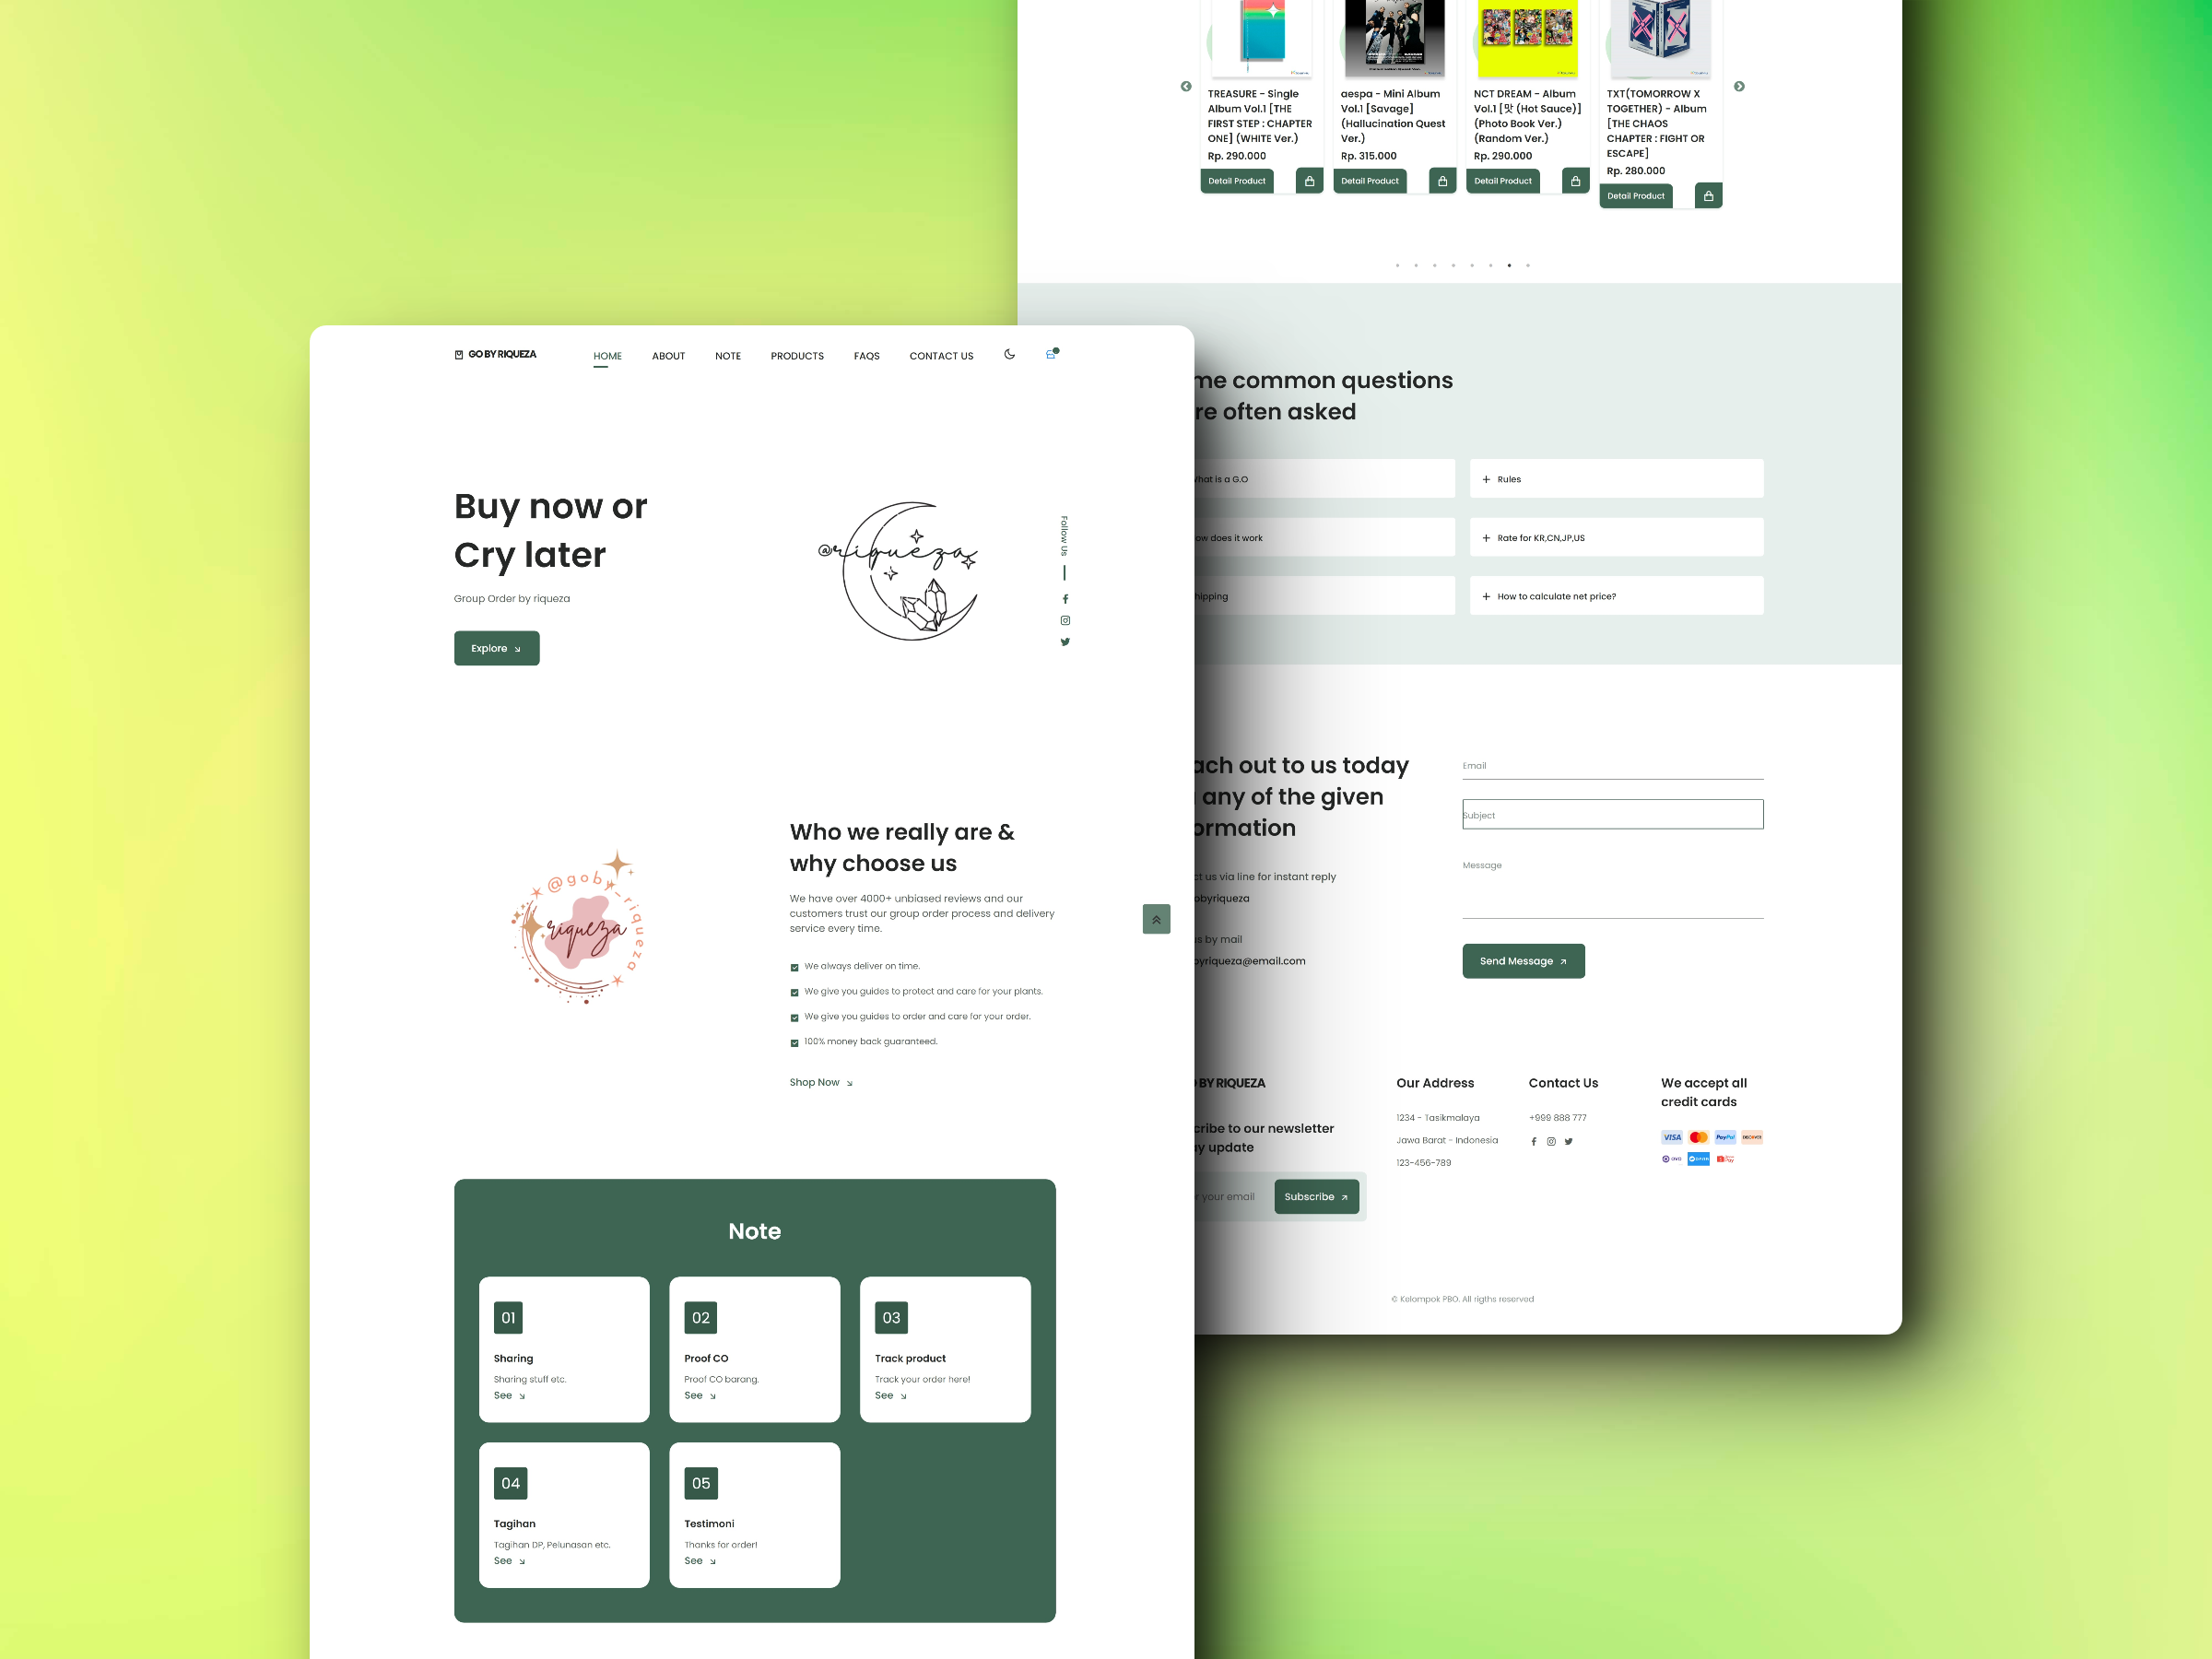 GO BY RIQUEZA
HOME
ABOUT
NOTE
PRODUCTS
FAQS
CONTACT US
Buy now or
Cry later
Group Order by riqueza
Explore
@riqueza
Follow Us
@goby_riqueza
riqueza
Who we really are &
why choose us
We have over 4000+ unbiased reviews and our
customers trust our group order process and delivery
service every time.
We always deliver on time.
We give you guides to protect and care for your plants.
We give you guides to order and care for your order.
100% money back guaranteed.
Shop Now
Note
01
Sharing
Sharing stuff etc.
See
02
Proof CO
Proof CO barang.
See
03
Track product
Track your order here!
See
04
Tagihan
Tagihan DP, Pelunasan etc.
See
05
Testimoni
Thanks for order!
See
TREASURE - Single
Album Vol.1 [THE
FIRST STEP : CHAPTER
ONE] (WHITE Ver.)
Rp. 290.000
Detail Product
aespa - Mini Album
Vol.1 [Savage]
(Hallucination Quest
Ver.)
Rp. 315.000
Detail Product
NCT DREAM - Album
Vol.1 [맛 (Hot Sauce)]
(Photo Book Ver.)
(Random Ver.)
Rp. 290.000
Detail Product
TXT(TOMORROW X
TOGETHER) - Album
[THE CHAOS
CHAPTER : FIGHT OR
ESCAPE]
Rp. 280.000
Detail Product
me common questions
re often asked
hat is a G.O
Rules
ow does it work
Rate for KR,CN,JP,US
hipping
How to calculate net price?
ach out to us today
any of the given
ormation
ct us via line for instant reply
obyriqueza
s by mail
byriqueza@email.com
Email
Subject
Message
Send Message
BY RIQUEZA
cribe to our newsletter
y update
r your email
Subscribe
Our Address
1234 - Tasikmalaya
Jawa Barat - Indonesia
123-456-789
Contact Us
+999 888 777
We accept all
credit cards
VISA
PayPal
DISCOVER
OVO
DANA
Pay
© Kelompok PBO. All rigths reserved